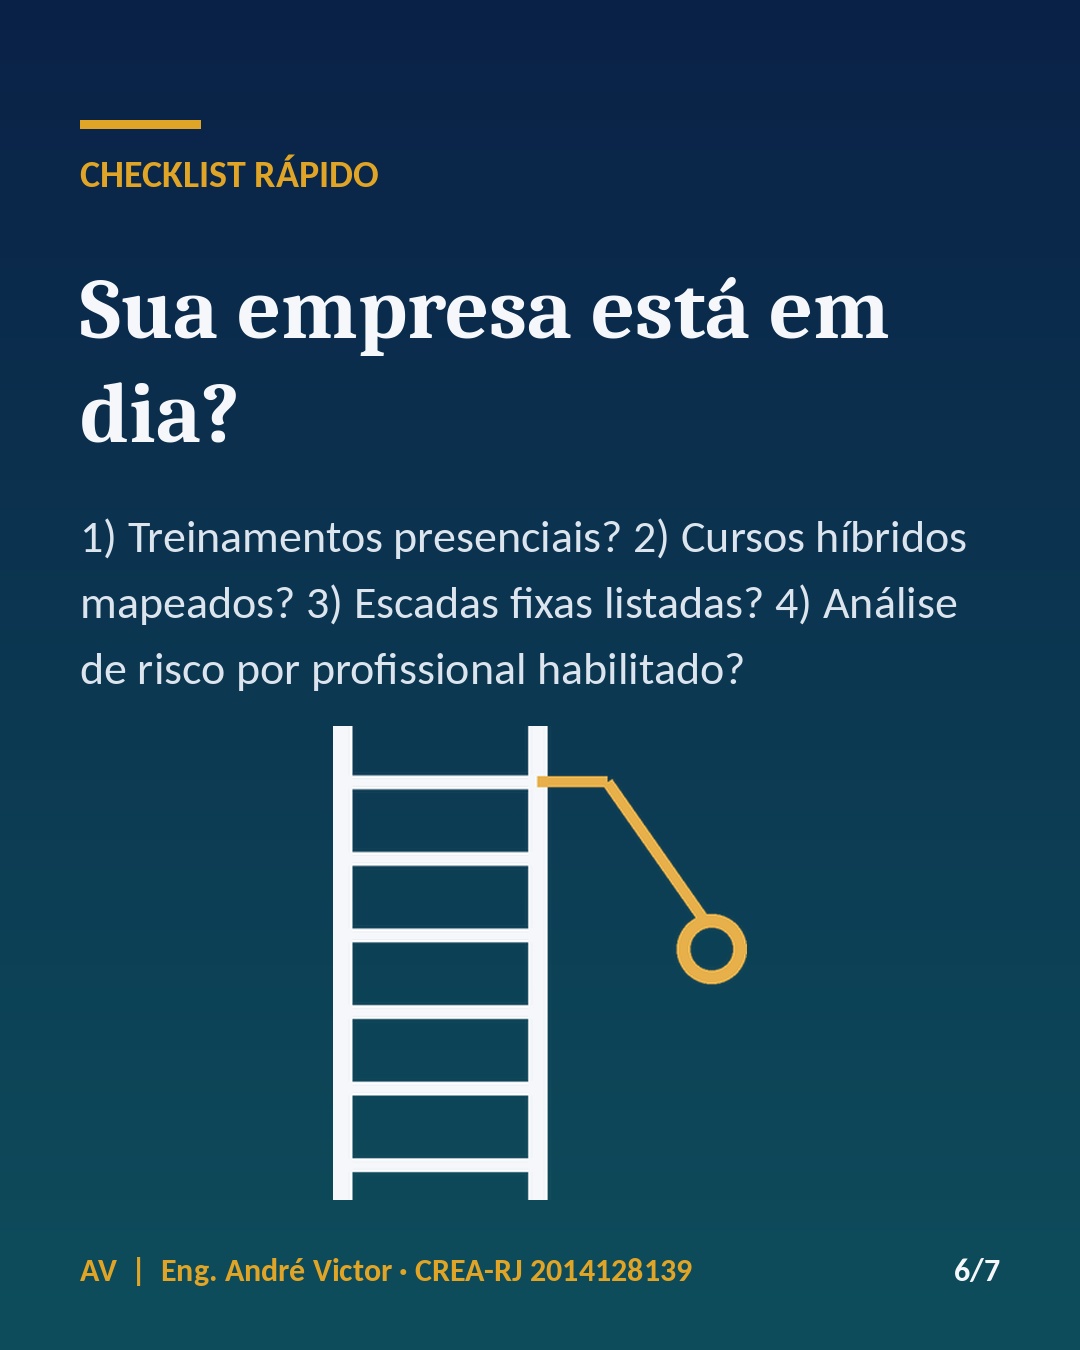 CHECKLIST RÁPIDO
Sua empresa está em
dia?
1) Treinamentos presenciais? 2) Cursos híbridos
mapeados? 3) Escadas fixas listadas? 4) Análise
de risco por profissional habilitado?
AV | Eng. André Victor · CREA-RJ 2014128139
6/7